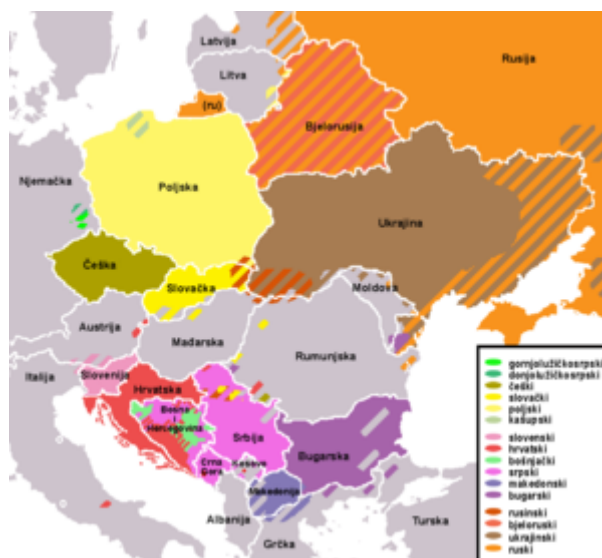 Latvija
Rusija
Litva
(ru)
Bjelorusija
Njemačka
Poljska
Ukrajina
Češka
Slovačka
Moldova
Austrija
Mađarska
Rumunjska
Italija
Slovenija
Hrvatska
Bosna
i
Hercegovina
Srbija
Crna
Gora
Kosovo
Bugarska
Makedonija
Albanija
Grčka
Turska
gornjolužičkosrpski
donjolužičkosrpski
češki
slovački
poljski
kašupski
slovenski
hrvatski
bošnjački
srpski
makedonski
bugarski
rusinski
bjeloruski
ukrajinski
ruski